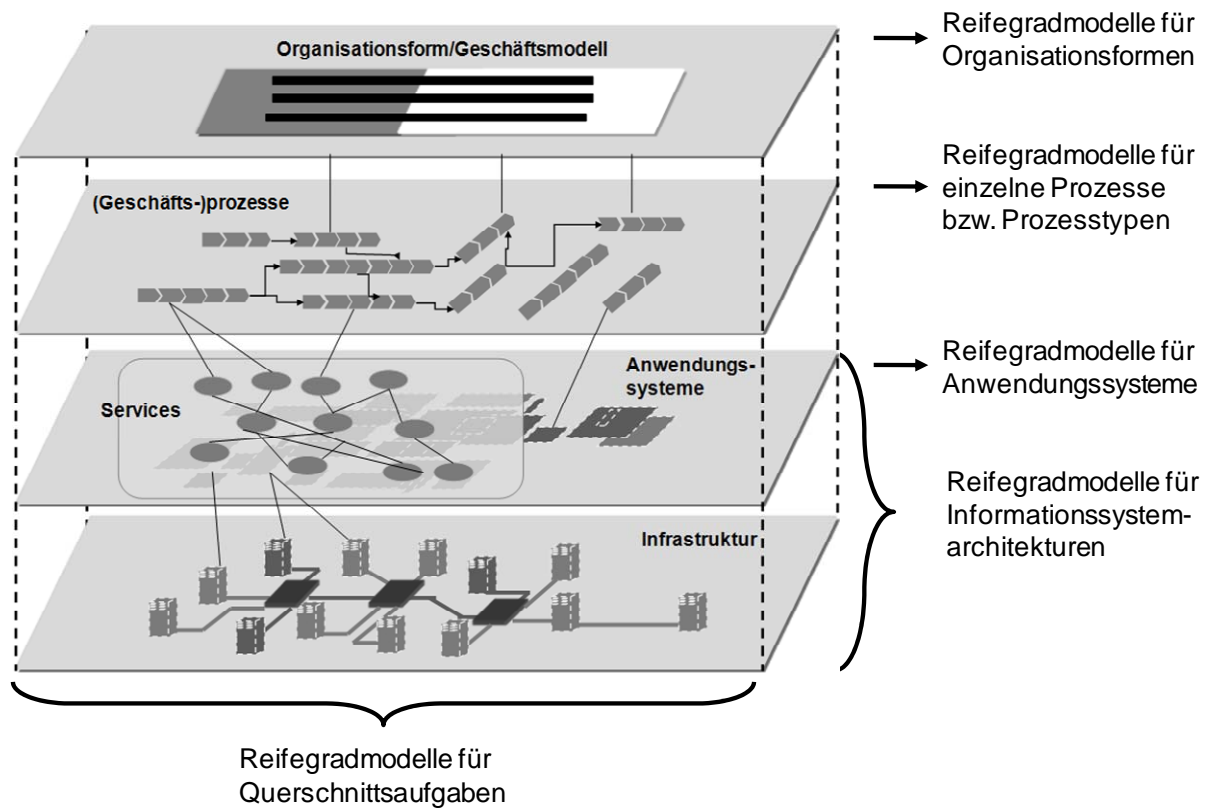 Organisationsform/Geschäftsmodell
Reifegradmodelle für
Organisationsformen
(Geschäfts-)prozesse
Reifegradmodelle für
einzelne Prozesse
bzw. Prozesstypen
Services
Anwendungs-
systeme
Reifegradmodelle für
Anwendungssysteme
Reifegradmodelle für
Informationssystem-
architekturen
Infrastruktur
Reifegradmodelle für
Querschnittsaufgaben